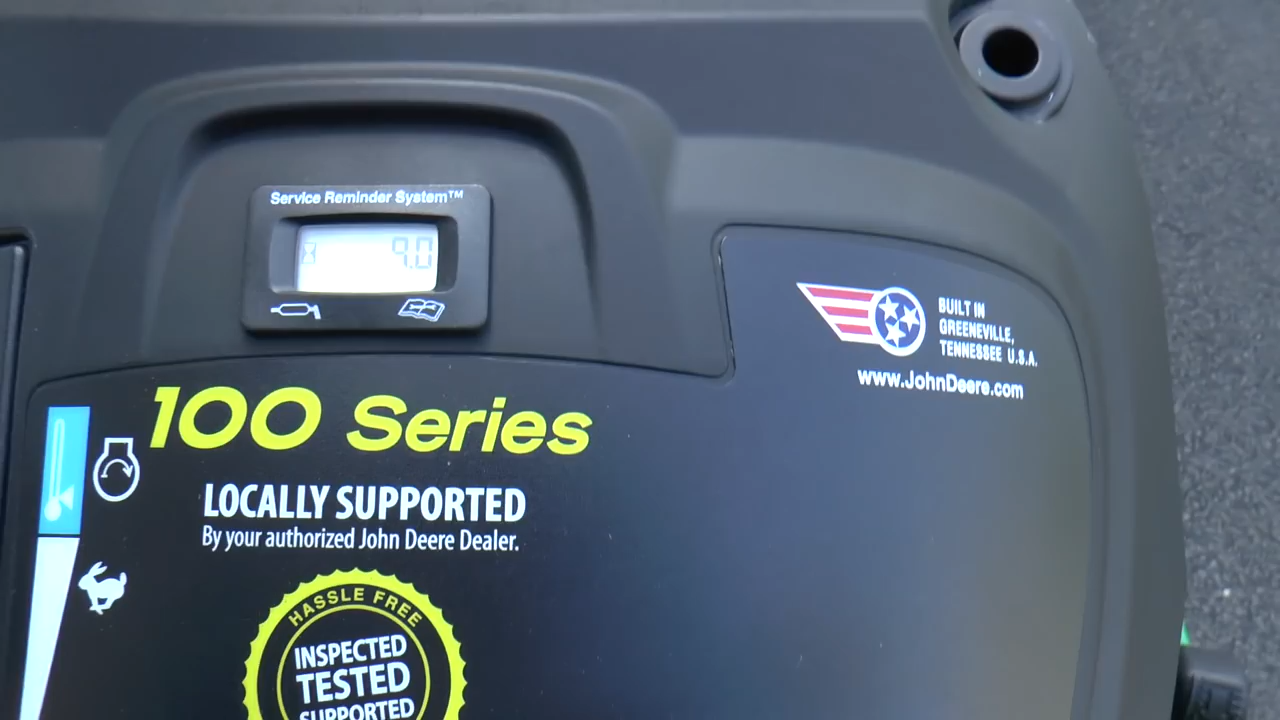 Service Reminder System™
9.0
BUILT IN
GREENEVILLE,
TENNESSEE U.S.A.
www.JohnDeere.com
100 Series
LOCALLY SUPPORTED
By your authorized John Deere Dealer.
HASSLE FREE
INSPECTED
TESTED
SUPPORTED